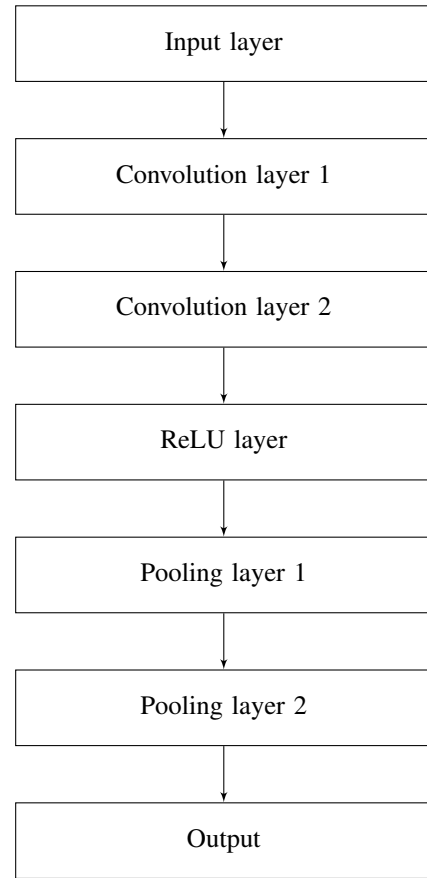 Input layer
Convolution layer 1
Convolution layer 2
ReLU layer
Pooling layer 1
Pooling layer 2
Output